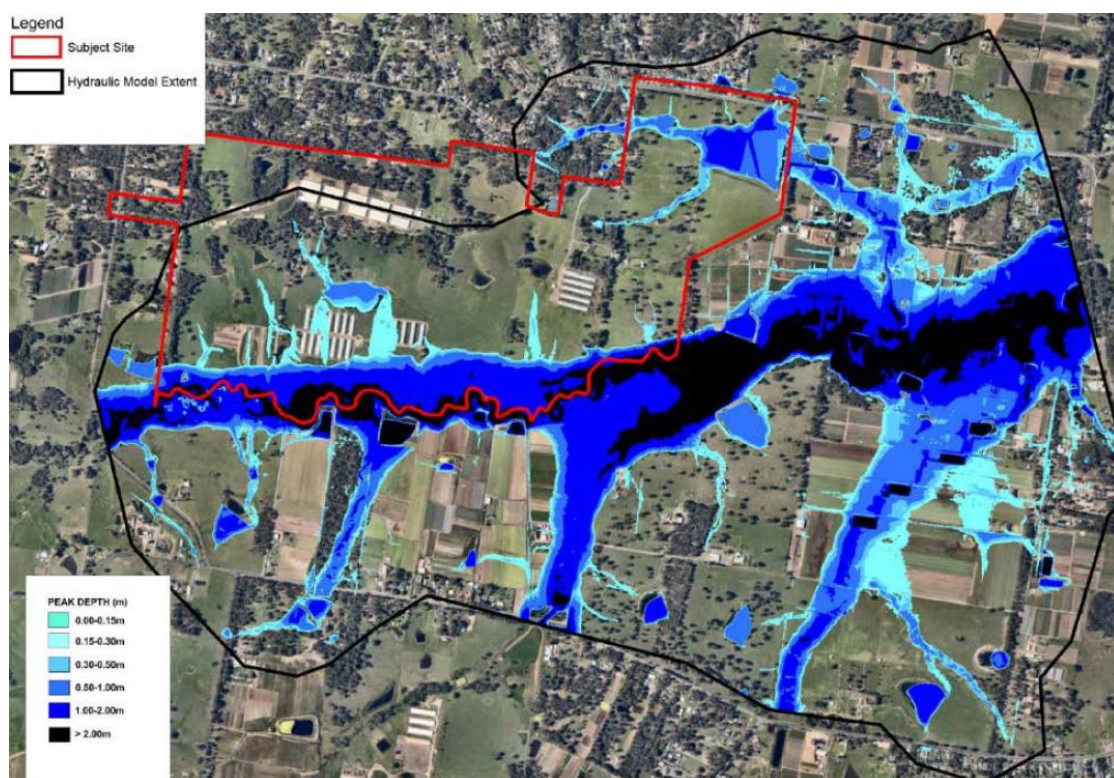 Legend
Subject Site
Hydraulic Model Extent
PEAK DEPTH (m)
0.00-0.15m
0.15-0.30m
0.30-0.50m
0.50-1.00m
1.00-2.00m
> 2.00m